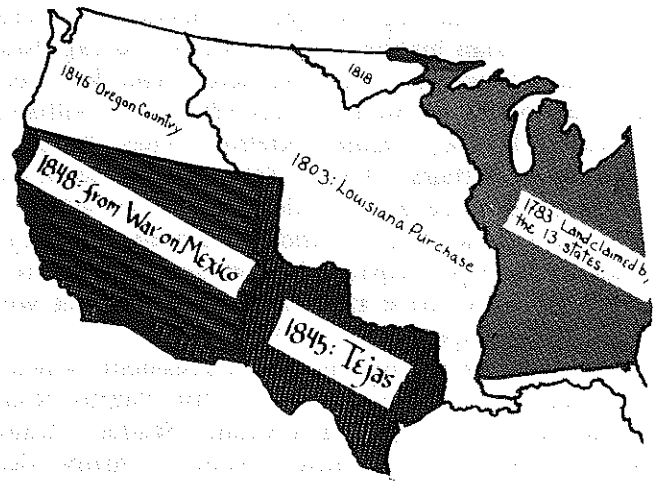 1818
1846 Oregon Country
1803: Louisiana Purchase
1848: from War on Mexico
1783 Land claimed by
the 13 states.
1845: Tejas